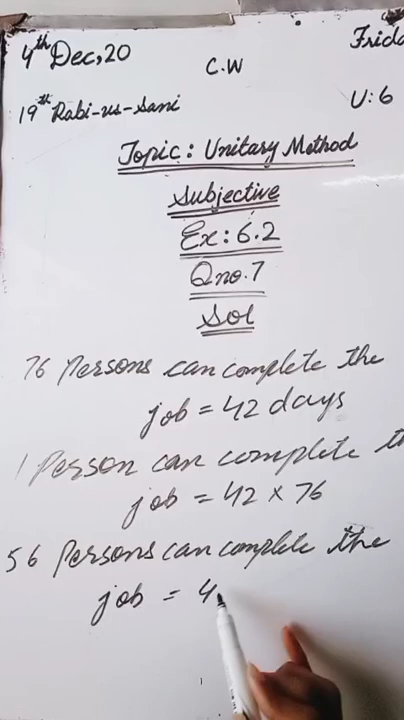 4th Dec, 20
Frida
C.W
19th Rabi-us-Sani
U:6
Topic: Unitary Method
Subjective
Ex: 6.2
Q no. 7
Sol
76 Persons can complete the
job = 42 days
1 Person can complete th
job = 42 × 76
56 Persons can complete the
job = 4